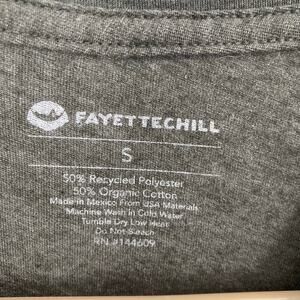 FAYETTECHILL
S
50% Recycled Polyester
50% Organic Cotton
Made in Mexico From USA Materials
Machine Wash in Cold Water
Tumble Dry Low Heat
Do Not Bleach
RN #144609